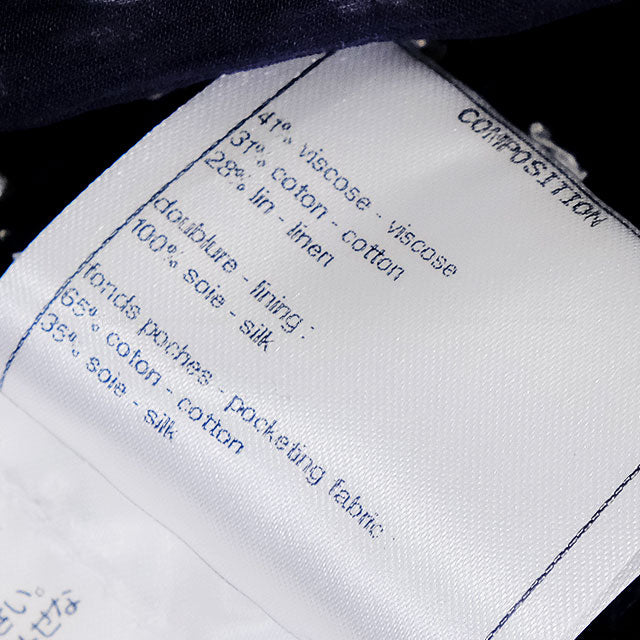 COMPOSITION
41% viscose - viscose
31% coton - cotton
28% lin - linen
doublure - lining :
100% soie - silk
fonds poches - pocketing fabric
65% coton - cotton
35% soie - silk